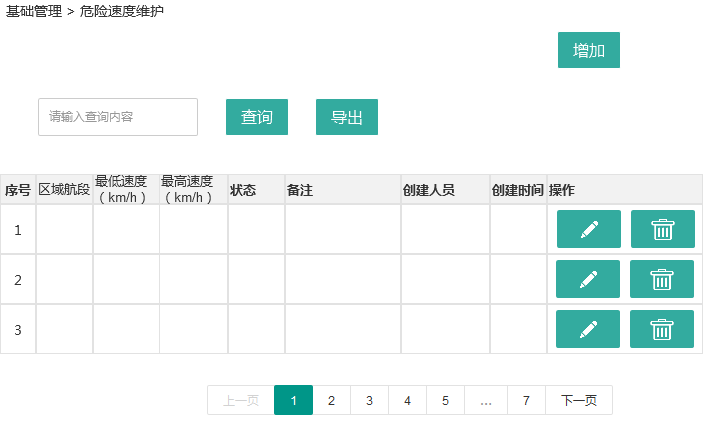 基础管理 > 危险速度维护
增加
请输入查询内容 查询 导出
序号 区域航段 最低速度 （km/h） 最高速度 （km/h） 状态 备注 创建人员 创建时间 操作
1
2
3
上一页 1 2 3 4 5 ... 7 下一页